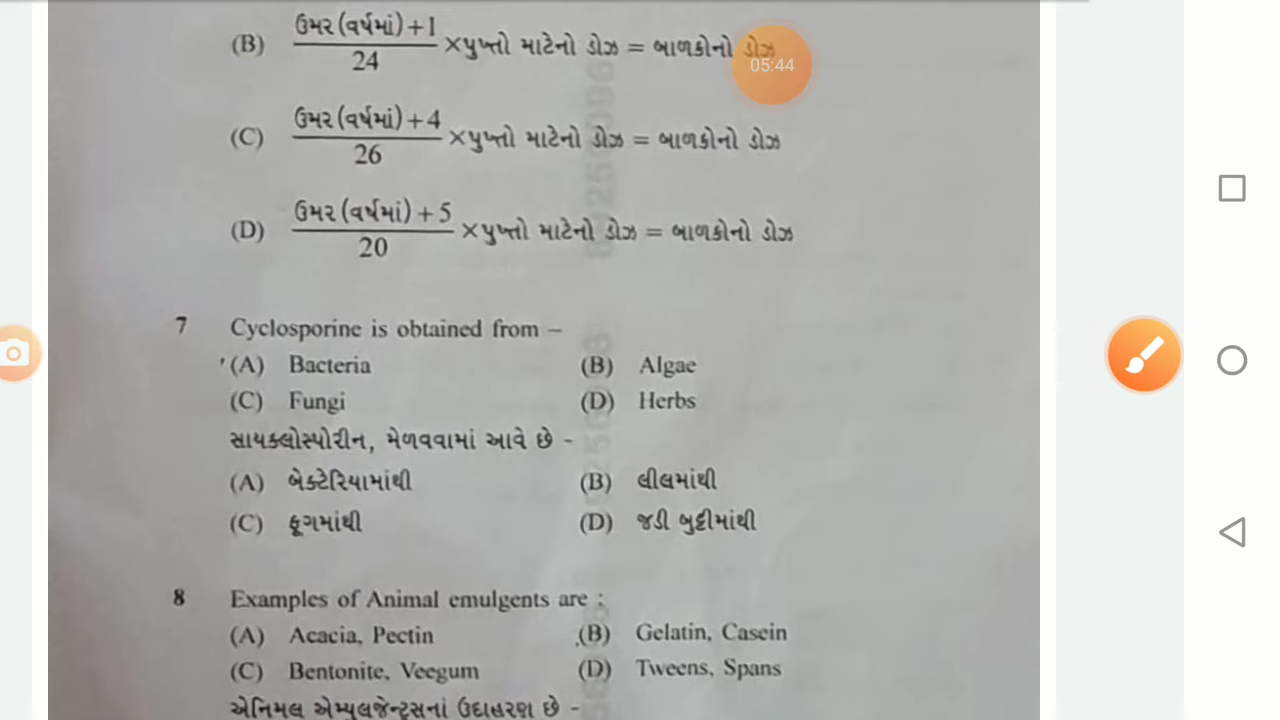 (B) ઉંમર (વર્ષમાં) + 1 / 24 × પુખ્તો માટેનો ડોઝ = બાળકોનો ડોઝ
05:44
(C) ઉંમર (વર્ષમાં) + 4 / 26 × પુખ્તો માટેનો ડોઝ = બાળકોનો ડોઝ
(D) ઉંમર (વર્ષમાં) + 5 / 20 × પુખ્તો માટેનો ડોઝ = બાળકોનો ડોઝ
7 Cyclosporine is obtained from –
(A) Bacteria (B) Algae
(C) Fungi (D) Herbs
સાયક્લોસ્પોરીન, મેળવવામાં આવે છે -
(A) બેક્ટેરિયામાંથી (B) લીલમાંથી
(C) ફૂગમાંથી (D) જડી બુટ્ટીમાંથી
8 Examples of Animal emulgents are :
(A) Acacia, Pectin (B) Gelatin, Casein
(C) Bentonite, Veegum (D) Tweens, Spans
એનિમલ એમ્યુલજેન્ટ્સનાં ઉદાહરણ છે -